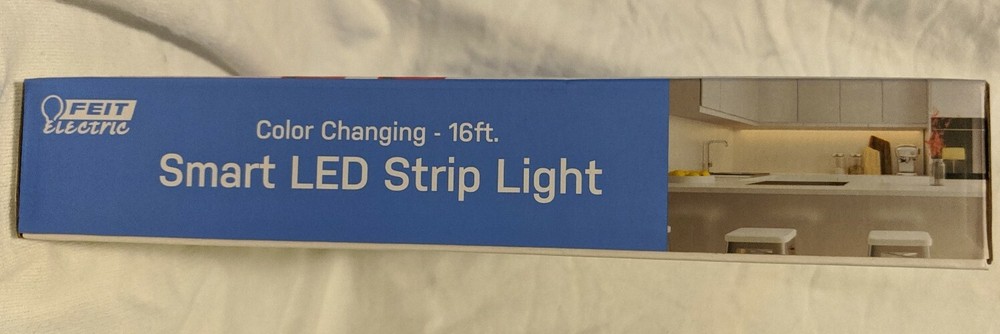 FEIT
Electric
Color Changing - 16ft.
Smart LED Strip Light